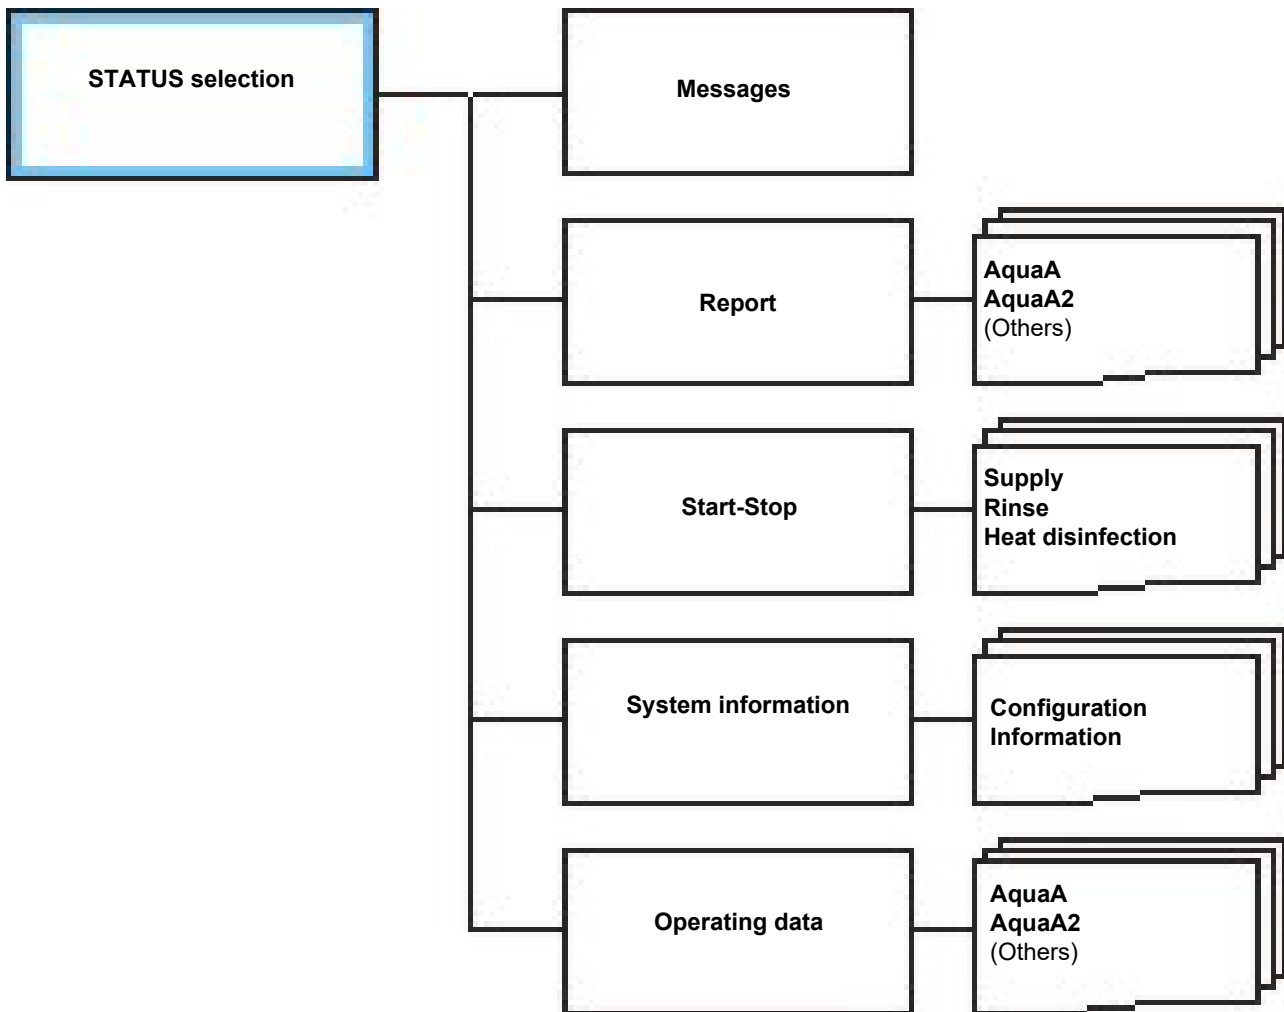 STATUS selection
Messages
Report
AquaA
AquaA2
(Others)
Start-Stop
Supply
Rinse
Heat disinfection
System information
Configuration
Information
Operating data
AquaA
AquaA2
(Others)